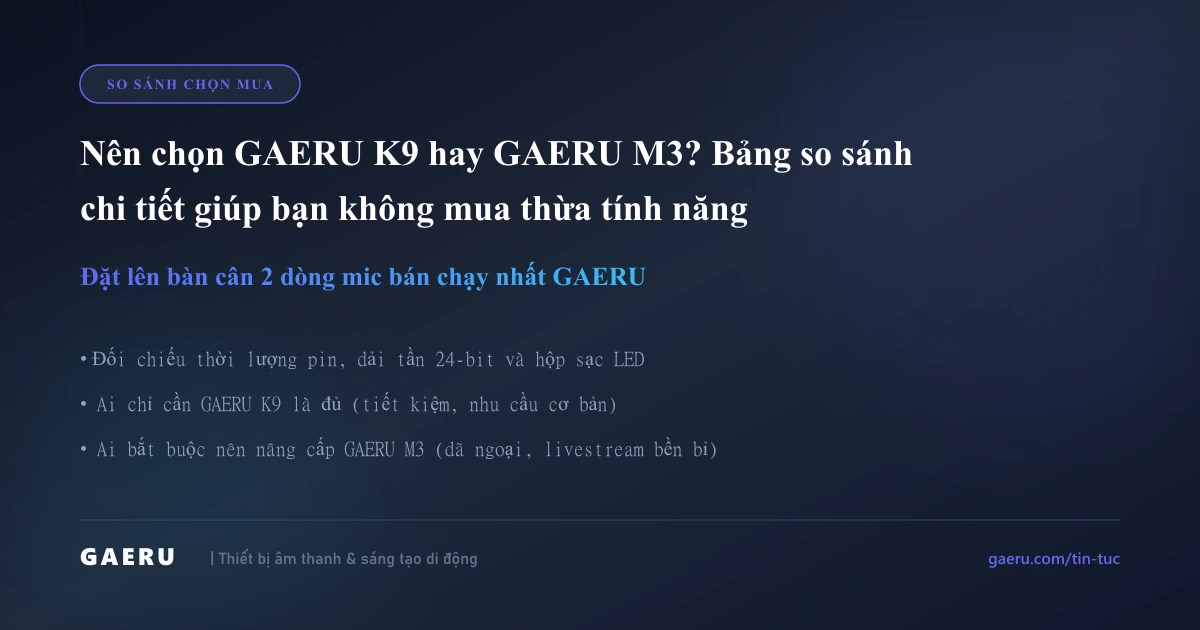 SO SÁNH CHỌN MUA
Nên chọn GAERU K9 hay GAERU M3? Bảng so sánh
chi tiết giúp bạn không mua thừa tính năng
Đặt lên bàn cân 2 dòng mic bán chạy nhất GAERU
• Đối chiếu thời lượng pin, dải tần 24-bit và hộp sạc LED
• Ai chỉ cần GAERU K9 là đủ (tiết kiệm, nhu cầu cơ bản)
• Ai bắt buộc nên nâng cấp GAERU M3 (dã ngoại, livestream bền bỉ)
GAERU | Thiết bị âm thanh & sáng tạo di động gaeru.com/tin-tuc